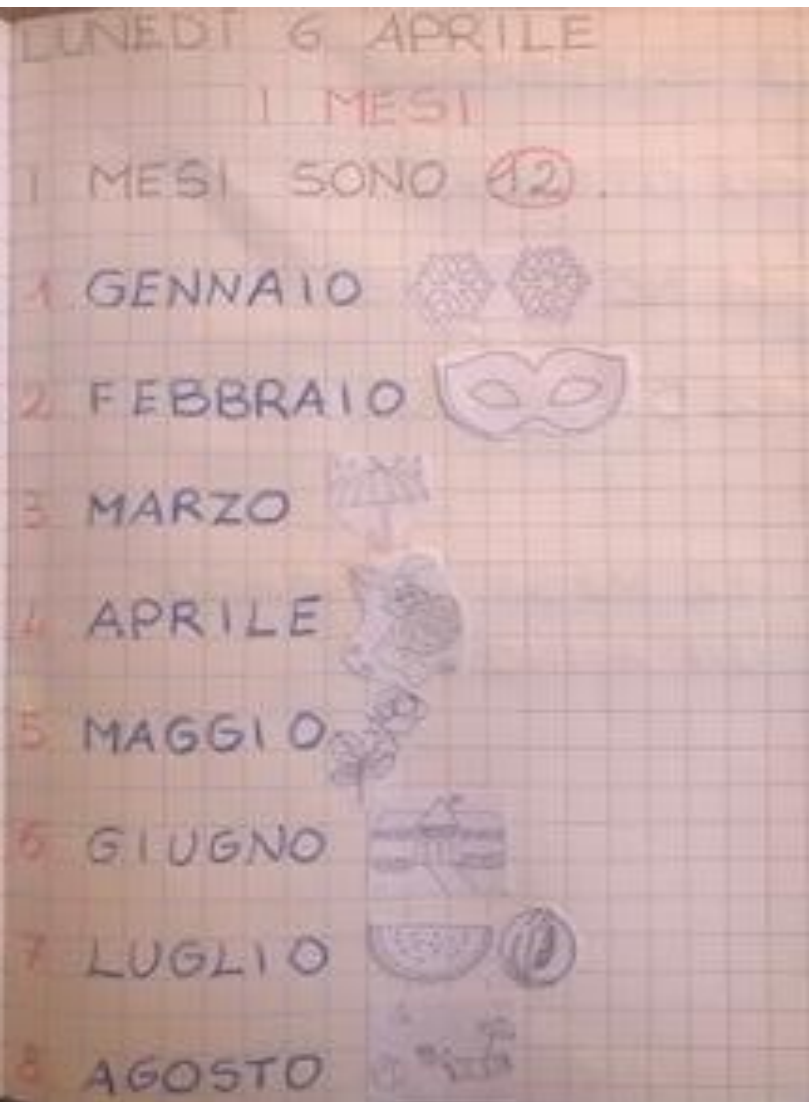 LUNEDÌ 6 APRILE
I MESI
I MESI SONO 12.
1 GENNAIO
2 FEBBRAIO
3 MARZO
4 APRILE
5 MAGGIO
6 GIUGNO
7 LUGLIO
8 AGOSTO